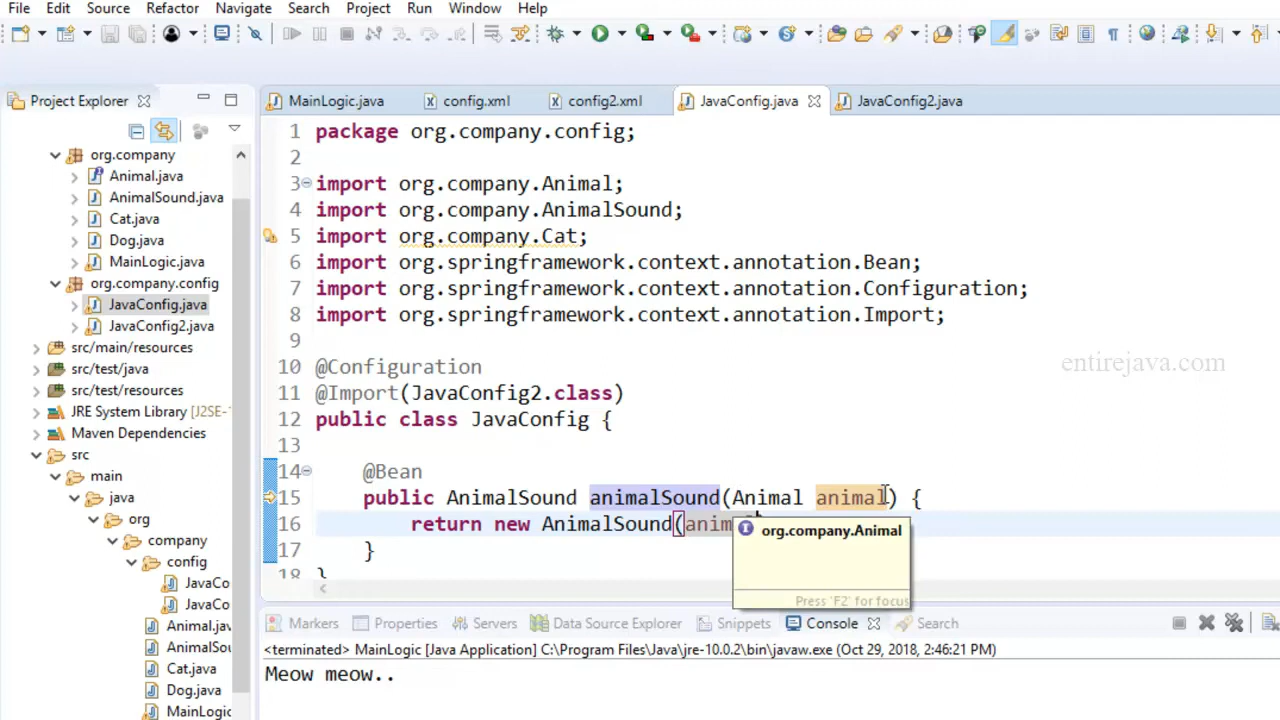 File Edit Source Refactor Navigate Search Project Run Window Help
Project Explorer
MainLogic.java config.xml config2.xml JavaConfig.java JavaConfig2.java
org.company
Animal.java
AnimalSound.java
Cat.java
Dog.java
MainLogic.java
org.company.config
JavaConfig.java
JavaConfig2.java
src/main/resources
src/test/java
src/test/resources
JRE System Library [J2SE-
Maven Dependencies
src
main
java
org
company
config
JavaCo
JavaCo
Animal.jav
AnimalSou
Cat.java
Dog.java
MainLogic
1 package org.company.config;
2
3 import org.company.Animal;
4 import org.company.AnimalSound;
5 import org.company.Cat;
6 import org.springframework.context.annotation.Bean;
7 import org.springframework.context.annotation.Configuration;
8 import org.springframework.context.annotation.Import;
9
10 @Configuration
11 @Import(JavaConfig2.class)
12 public class JavaConfig {
13
14 @Bean
15 public AnimalSound animalSound(Animal animal) {
16 return new AnimalSound(anim
17 }
18 }
entirejava.com
org.company.Animal
Press 'F2' for focus
Markers Properties Servers Data Source Explorer Snippets Console Search
<terminated> MainLogic [Java Application] C:\Program Files\Java\jre-10.0.2\bin\javaw.exe (Oct 29, 2018, 2:46:21 PM)
Meow meow..